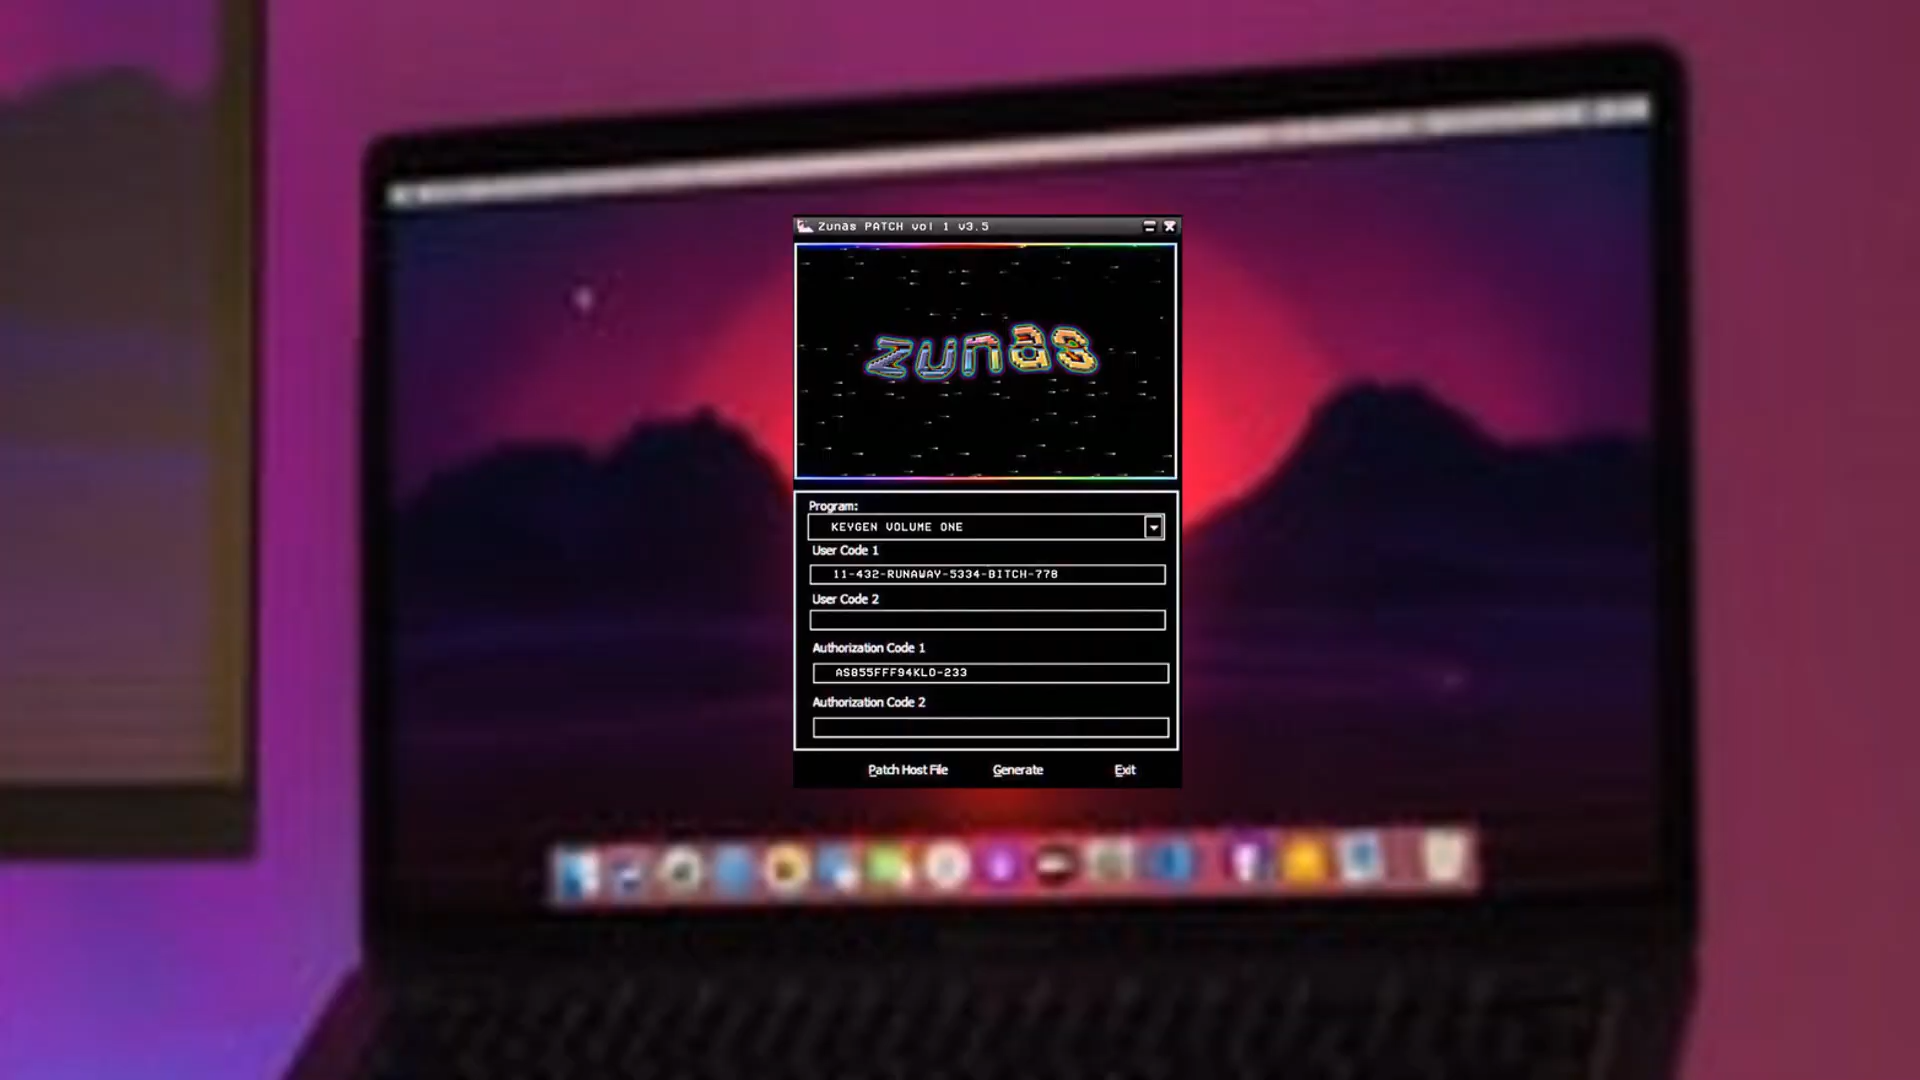 Zunas PATCH vol 1 v3.5
zunas
Program:
KEYGEN VOLUME ONE
User Code 1
11-432-RUNAWAY-5334-BITCH-778
User Code 2
Authorization Code 1
AS855FFF94KLO-233
Authorization Code 2
Patch Host File Generate Exit